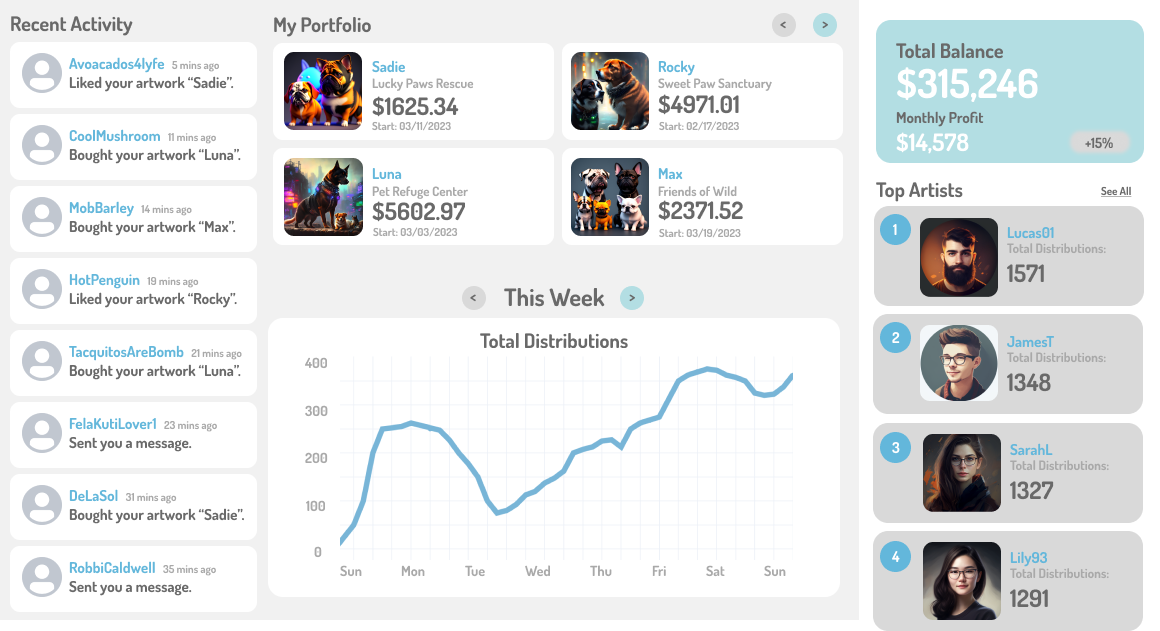 Recent Activity
Avoacados4lyfe 5 mins ago
Liked your artwork “Sadie”.
CoolMushroom 11 mins ago
Bought your artwork “Luna”.
MobBarley 14 mins ago
Bought your artwork “Max”.
HotPenguin 19 mins ago
Liked your artwork “Rocky”.
TacquitosAreBomb 21 mins ago
Bought your artwork “Luna”.
FelaKutiLover1 23 mins ago
Sent you a message.
DeLaSol 31 mins ago
Bought your artwork “Sadie”.
RobbiCaldwell 35 mins ago
Sent you a message.
My Portfolio
< >
Sadie
Lucky Paws Rescue
$1625.34
Start: 03/11/2023
Rocky
Sweet Paw Sanctuary
$4971.01
Start: 02/17/2023
Luna
Pet Refuge Center
$5602.97
Start: 03/03/2023
Max
Friends of Wild
$2371.52
Start: 03/19/2023
< This Week >
Total Distributions
400
300
200
100
0
Sun Mon Tue Wed Thu Fri Sat Sun
Total Balance
$315,246
Monthly Profit
$14,578 +15%
Top Artists See All
1
Lucas01
Total Distributions:
1571
2
JamesT
Total Distributions:
1348
3
SarahL
Total Distributions:
1327
4
Lily93
Total Distributions:
1291